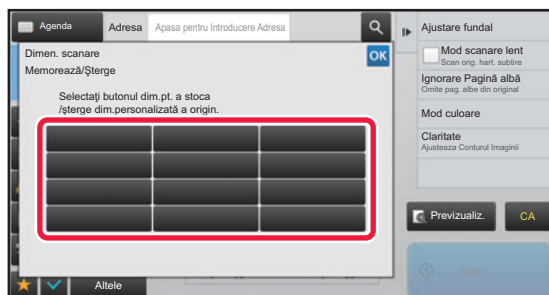 Agenda
Adresa
Apasa pentru Introducere Adresa
Dimen. scanare
OK
Memorează/Şterge
Selectaţi butonul dim.pt. a stoca
/şterge dim.personalizată a origin.
Altele
Ajustare fundal
Mod scanare lent
Scan orig. hart. subtire
Ignorare Pagină albă
Omite pag. albe din original
Mod culoare
Claritate
Ajusteaza Conturul Imaginii
Previzualiz.
CA
Start